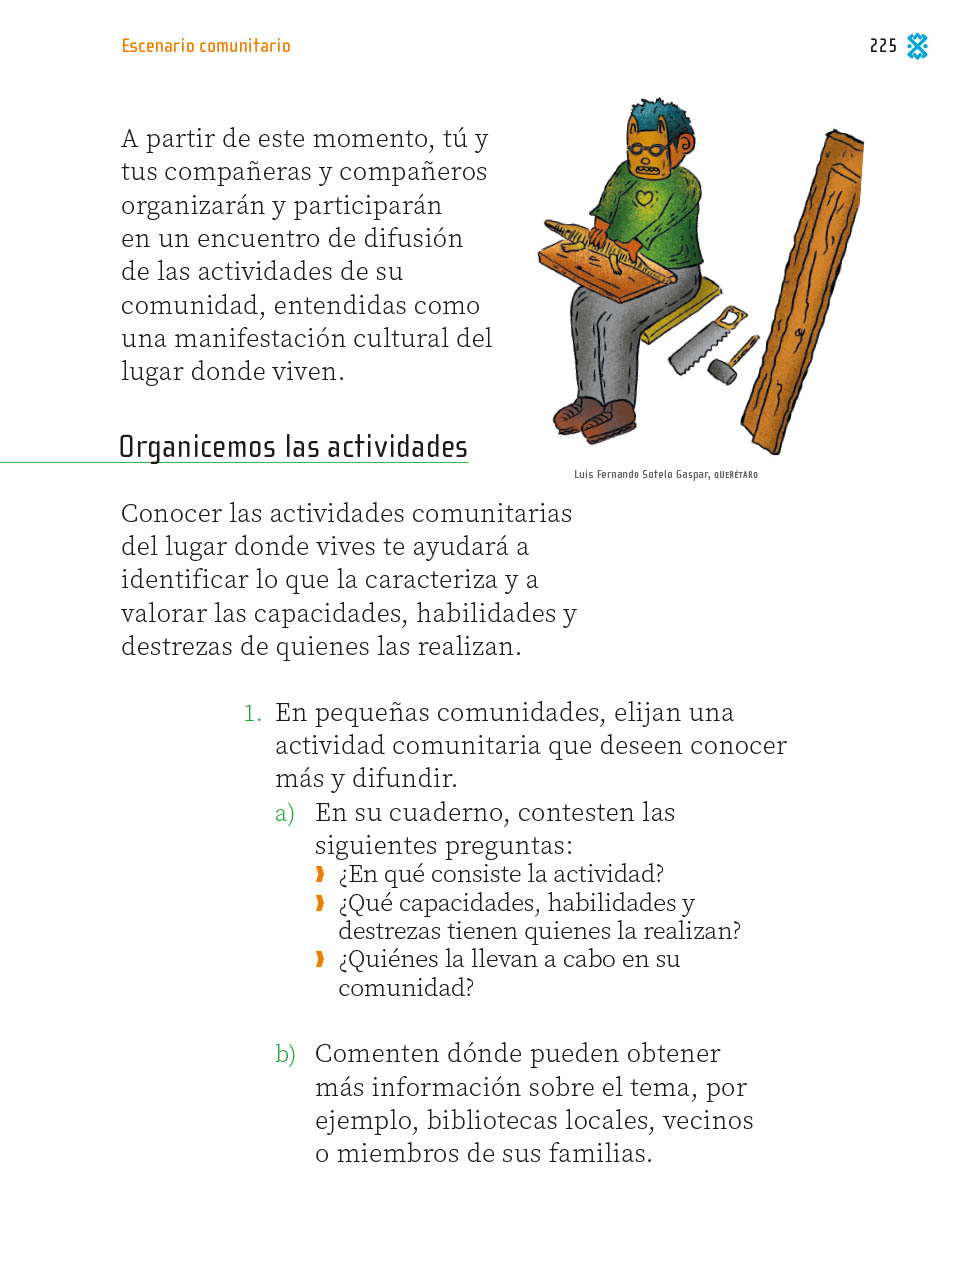 Escenario comunitario
225
A partir de este momento, tú y
tus compañeras y compañeros
organizarán y participarán
en un encuentro de difusión
de las actividades de su
comunidad, entendidas como
una manifestación cultural del
lugar donde viven.
Luis Fernando Sotelo Gaspar, QUERÉTARO
Organicemos las actividades
Conocer las actividades comunitarias
del lugar donde vives te ayudará a
identificar lo que la caracteriza y a
valorar las capacidades, habilidades y
destrezas de quienes las realizan.
1. En pequeñas comunidades, elijan una
actividad comunitaria que deseen conocer
más y difundir.
a) En su cuaderno, contesten las
siguientes preguntas:
¿En qué consiste la actividad?
¿Qué capacidades, habilidades y
destrezas tienen quienes la realizan?
¿Quiénes la llevan a cabo en su
comunidad?
b) Comenten dónde pueden obtener
más información sobre el tema, por
ejemplo, bibliotecas locales, vecinos
o miembros de sus familias.